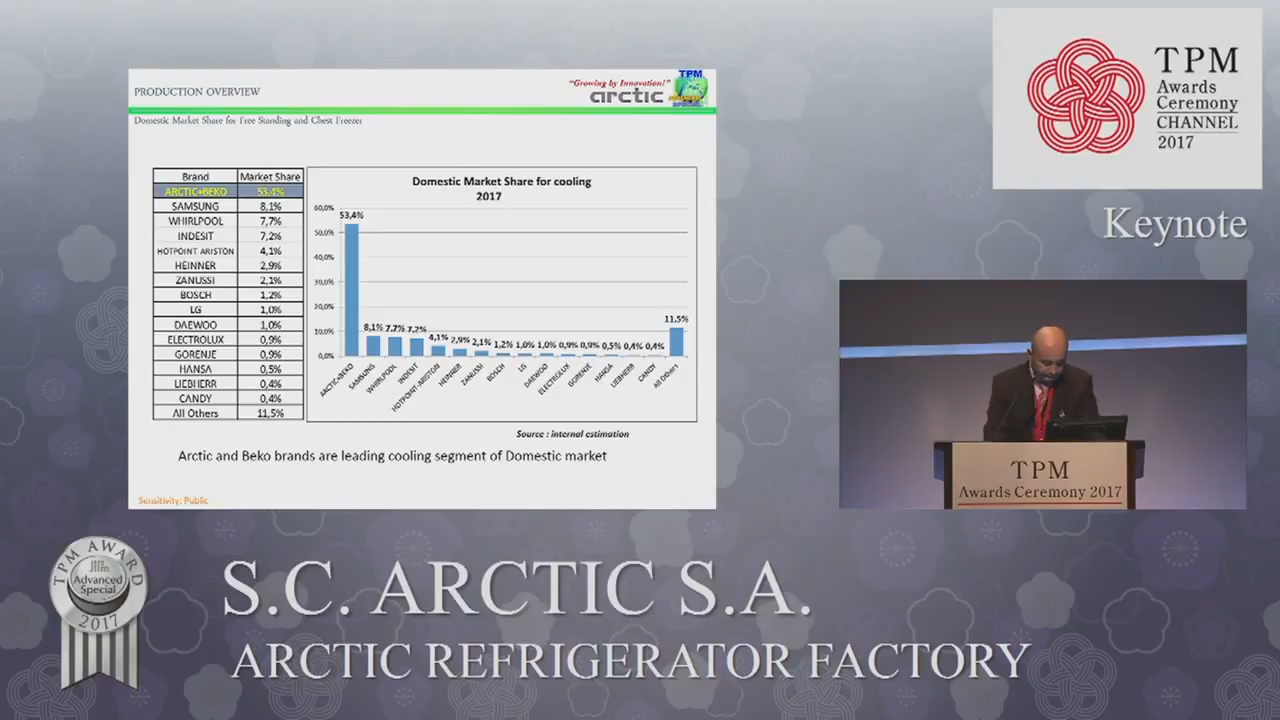 PRODUCTION OVERVIEW
"Growing by Innovation!"
arctic
TPM
Domestic Market Share for Free Standing and Chest Freezer
Brand Market Share
ARCTIC+BEKO 53,4%
SAMSUNG 8,1%
WHIRLPOOL 7,7%
INDESIT 7,2%
HOTPOINT ARISTON 4,1%
HEINNER 2,9%
ZANUSSI 2,1%
BOSCH 1,2%
LG 1,0%
DAEWOO 1,0%
ELECTROLUX 0,9%
GORENJE 0,9%
HANSA 0,5%
LIEBHERR 0,4%
CANDY 0,4%
All Others 11,5%
Domestic Market Share for cooling
2017
60,0%
50,0%
40,0%
30,0%
20,0%
10,0%
0,0%
53,4%
8,1%
7.7%
7,2%
4,1%
2,9%
2,1%
1,2%
1,0%
1,0%
0,9%
0,9%
0,5%
0,4%
0,4%
11,5%
ARCTIC+BEKO
SAMSUNG
WHIRLPOOL
INDESIT
HOTPOINT-ARISTON
HEINNER
ZANUSSI
BOSCH
LG
DAEWOO
ELECTROLUX
GORENJE
HANSA
LIEBHERR
CANDY
All Others
Source : internal estimation
Arctic and Beko brands are leading cooling segment of Domestic market
Sensitivity: Public
TPM
Awards
Ceremony
CHANNEL
2017
Keynote
TPM
Awards Ceremony 2017
TPM AWARD
JIPM
Advanced
Special
2017
S.C. ARCTIC S.A.
ARCTIC REFRIGERATOR FACTORY